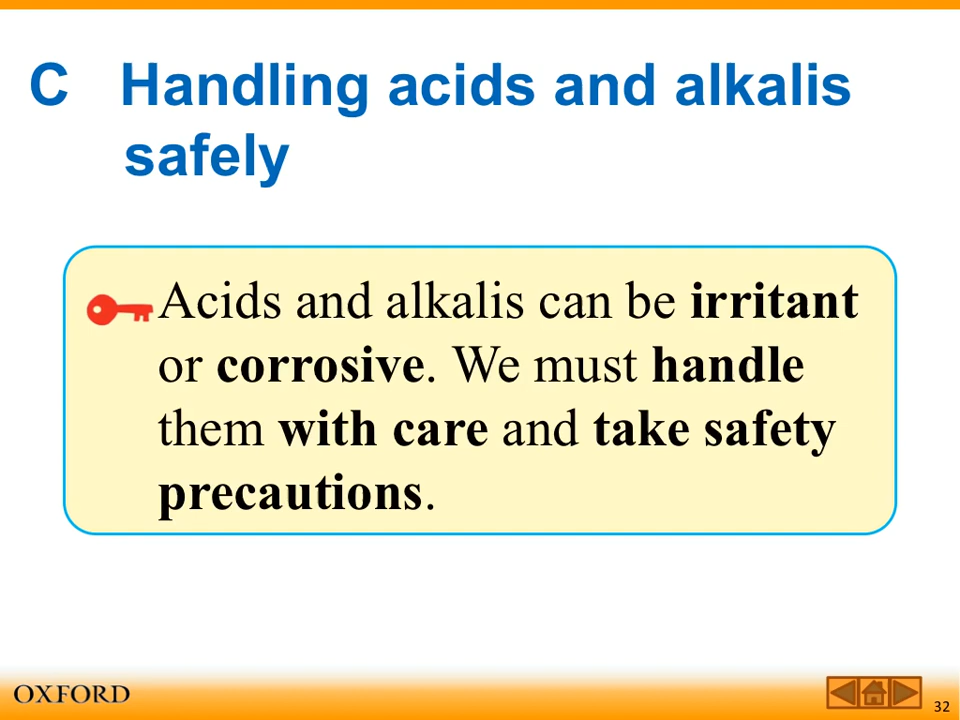 C Handling acids and alkalis
safely
Acids and alkalis can be irritant
or corrosive. We must handle
them with care and take safety
precautions.
OXFORD
32